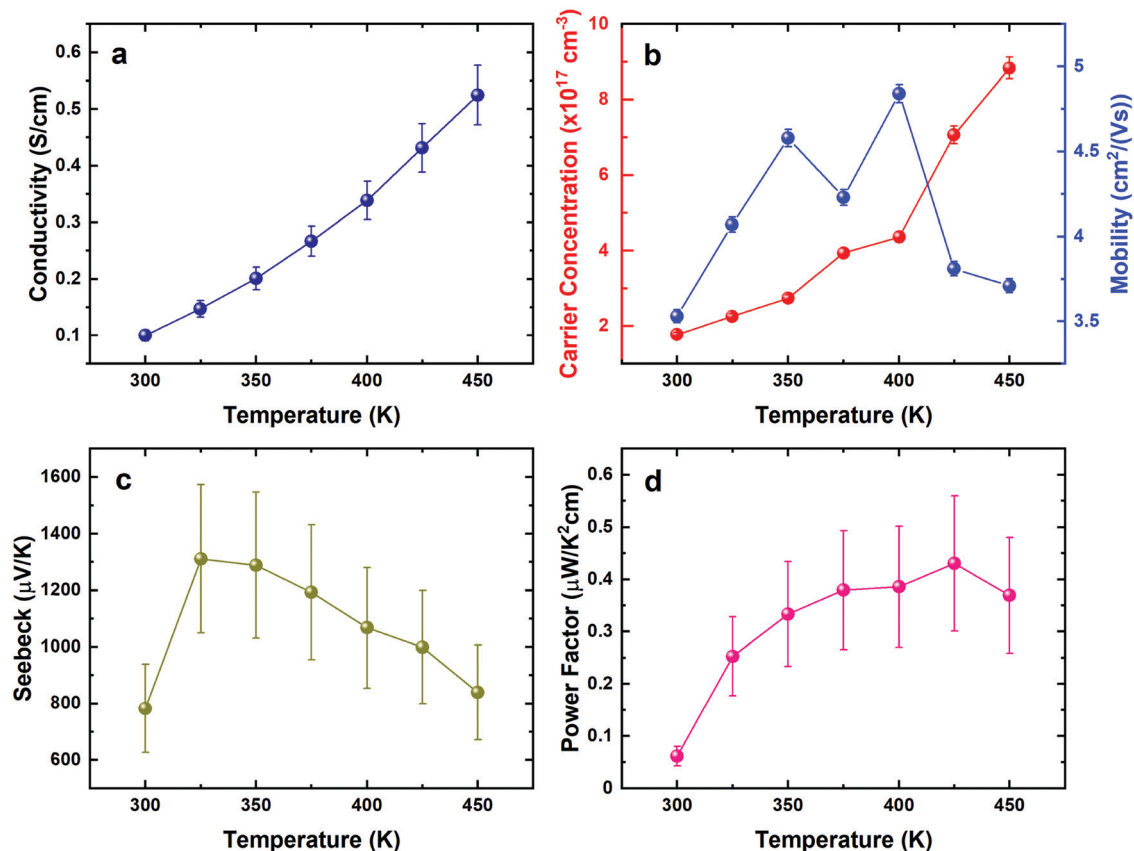 a
0.6
0.5
0.4
0.3
0.2
0.1
Conductivity (S/cm)
300 350 400 450
Temperature (K)
b
10
8
6
4
2
Carrier Concentration (x10¹⁷ cm⁻³)
5
4.5
4
3.5
Mobility (cm²/(Vs))
300 350 400 450
Temperature (K)
c
1600
1400
1200
1000
800
600
Seebeck (μV/K)
300 350 400 450
Temperature (K)
d
0.6
0.5
0.4
0.3
0.2
0.1
0
Power Factor (μW/K²cm)
300 350 400 450
Temperature (K)